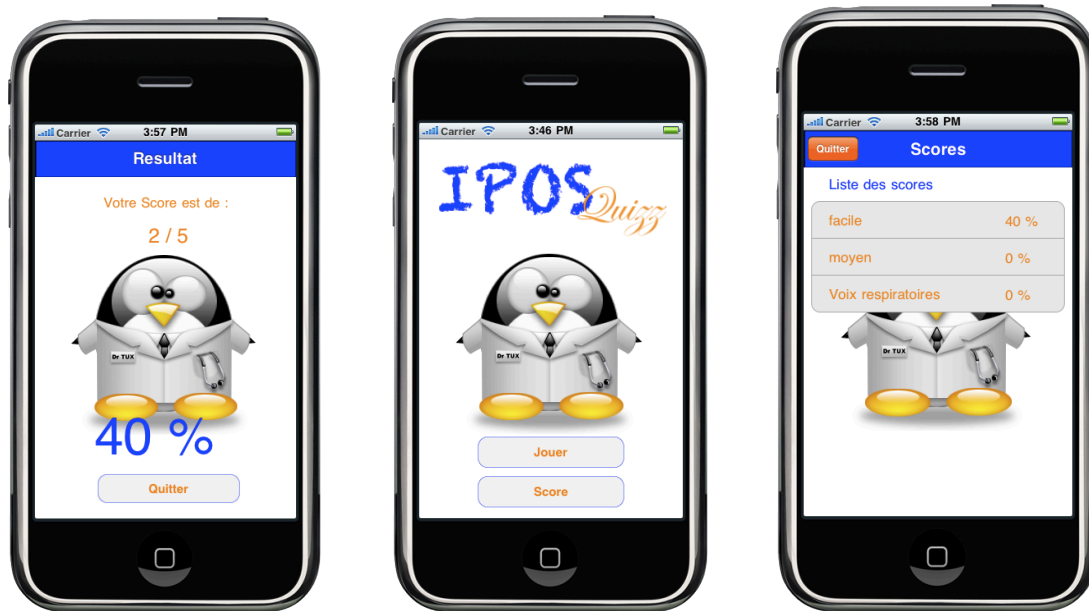 Carrier 3:57 PM
Resultat
Votre Score est de :
2 / 5
Dr TUX
40 %
Quitter
Carrier 3:46 PM
IPOS
Quizz
Dr TUX
Jouer
Score
Carrier 3:58 PM
Quitter Scores
Liste des scores
facile 40 %
moyen 0 %
Voix respiratoires 0 %
Dr TUX